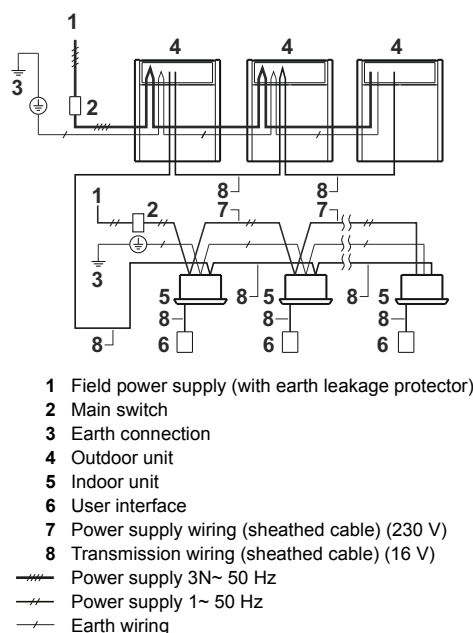 1
4 4 4
3
2
8 8
1 2 7 7
3
5 8 5 8 5
8 8 8
8 6 6 6
1 Field power supply (with earth leakage protector)
2 Main switch
3 Earth connection
4 Outdoor unit
5 Indoor unit
6 User interface
7 Power supply wiring (sheathed cable) (230 V)
8 Transmission wiring (sheathed cable) (16 V)
Power supply 3N~ 50 Hz
Power supply 1~ 50 Hz
Earth wiring